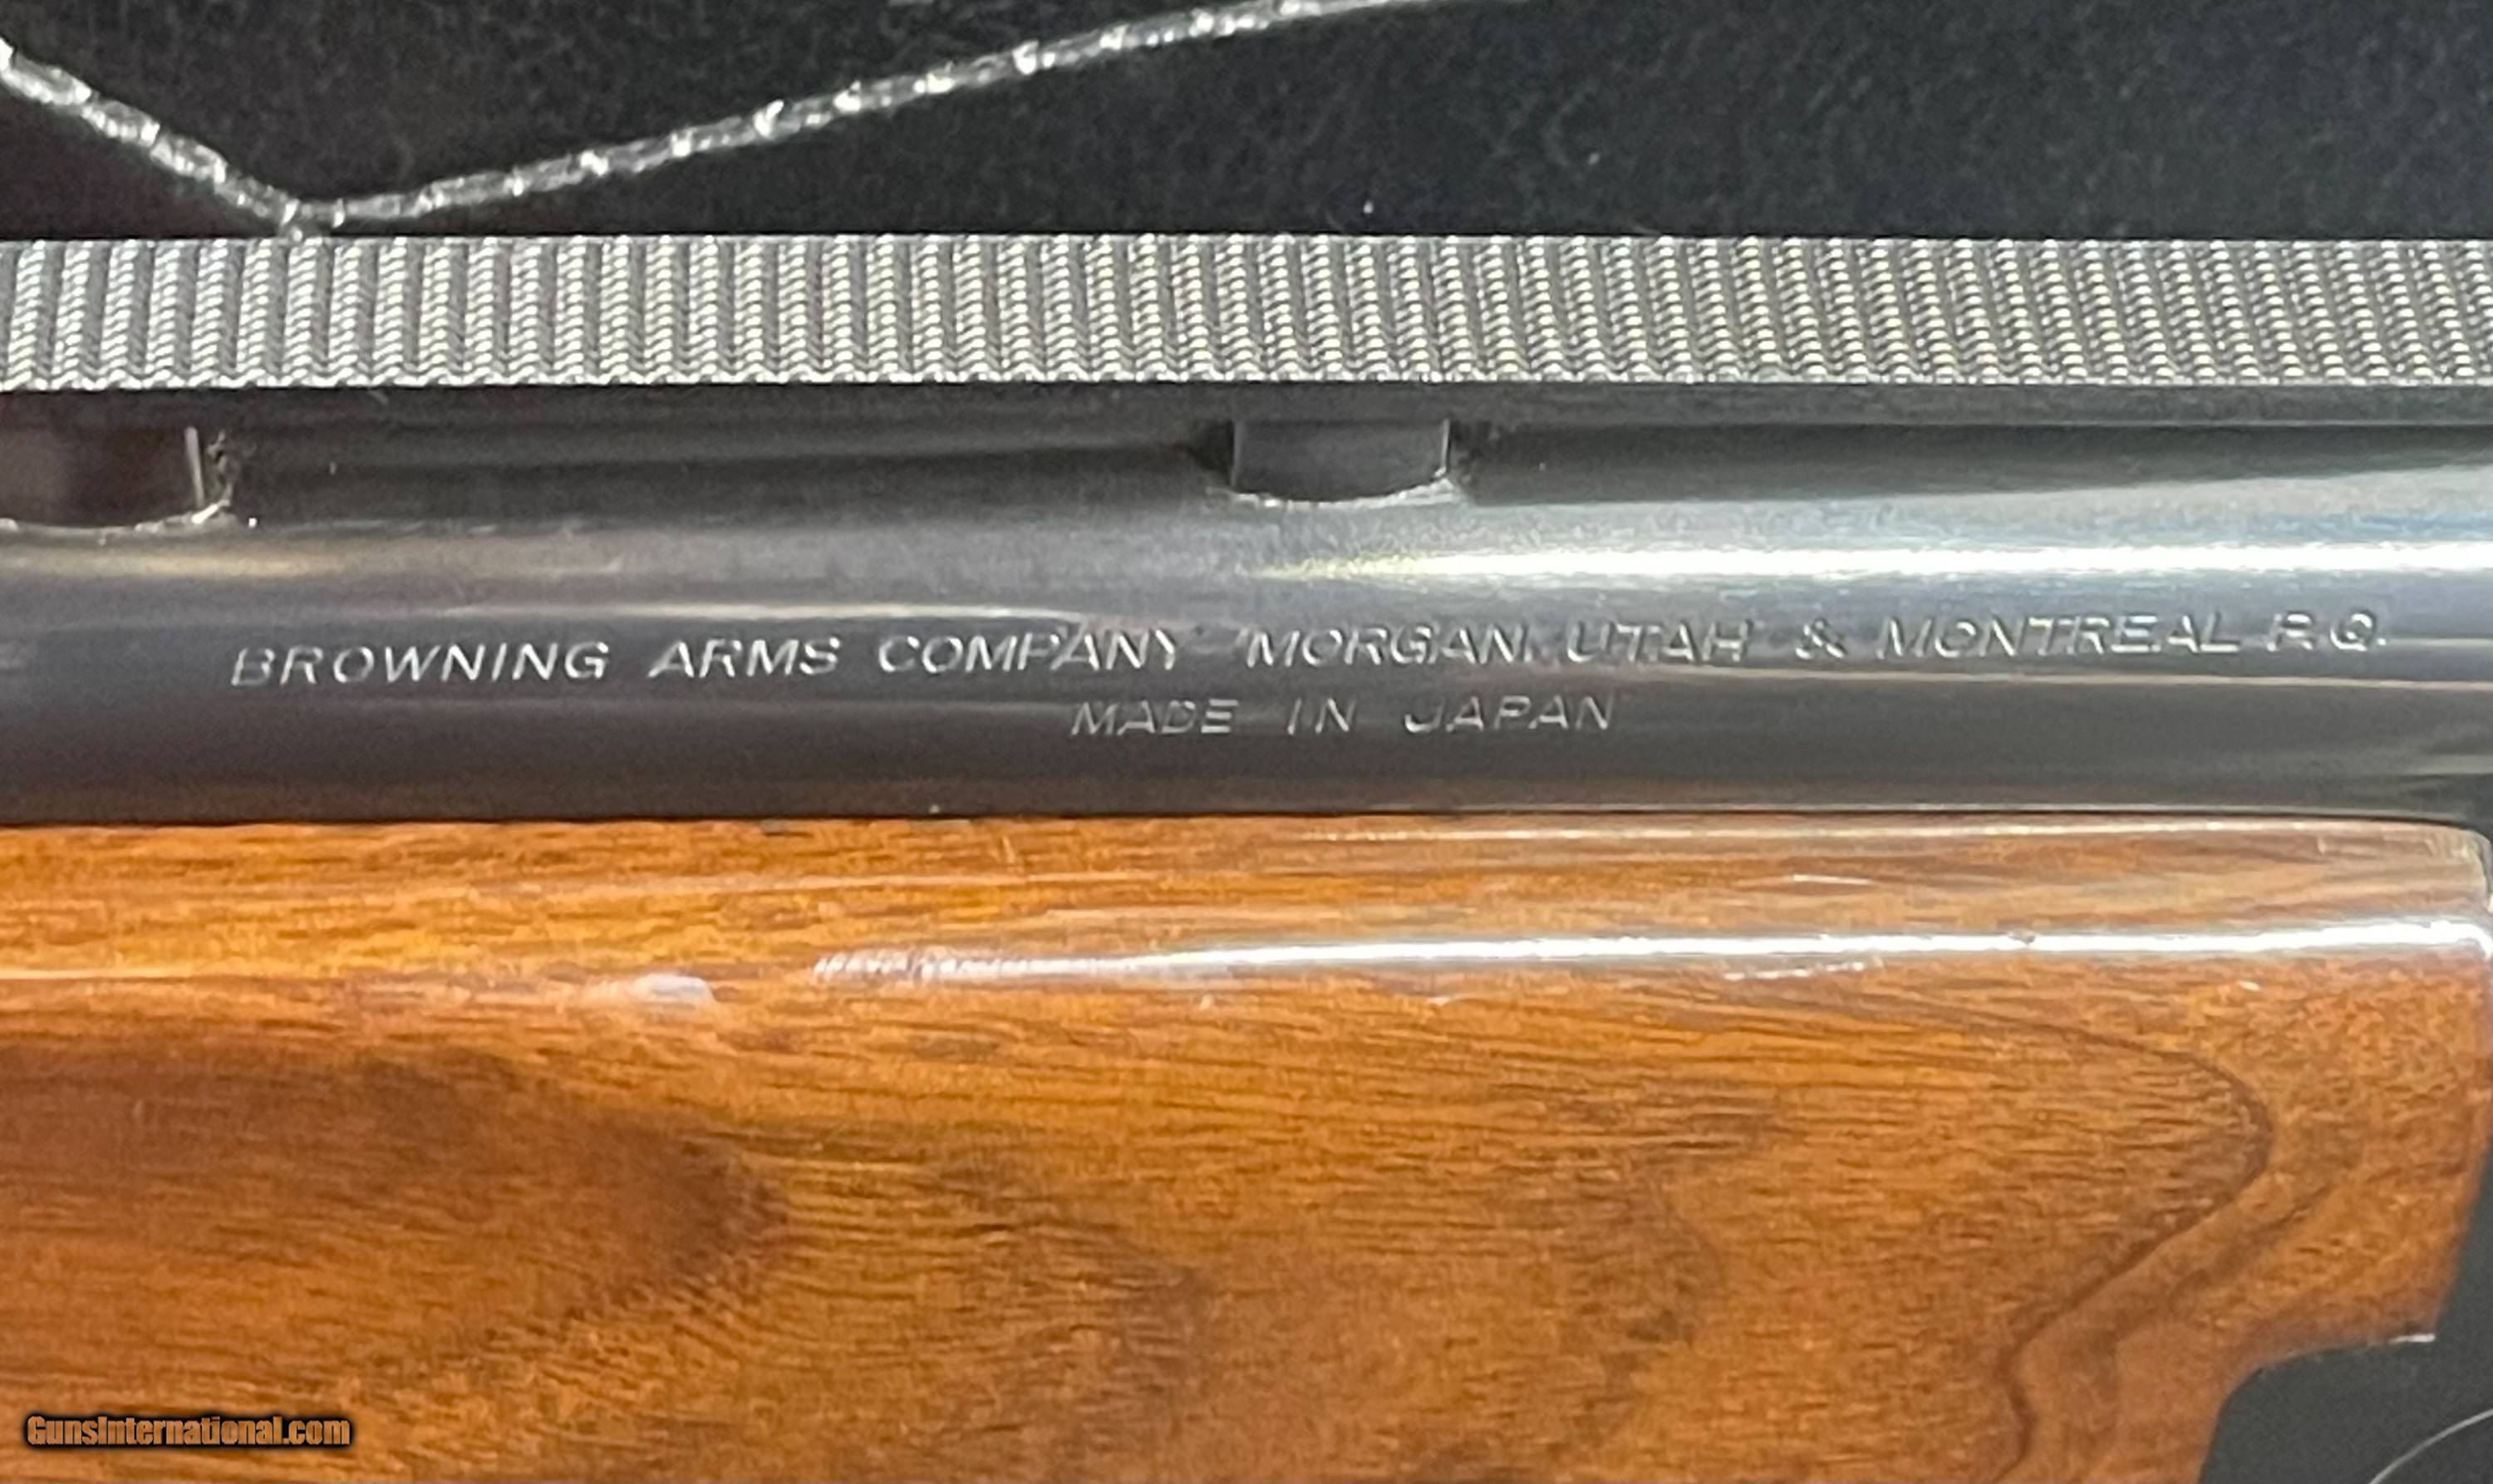 BROWNING ARMS COMPANY MORGAN, UTAH & MONTREAL P.Q.
MADE IN JAPAN
GunsInternational.com